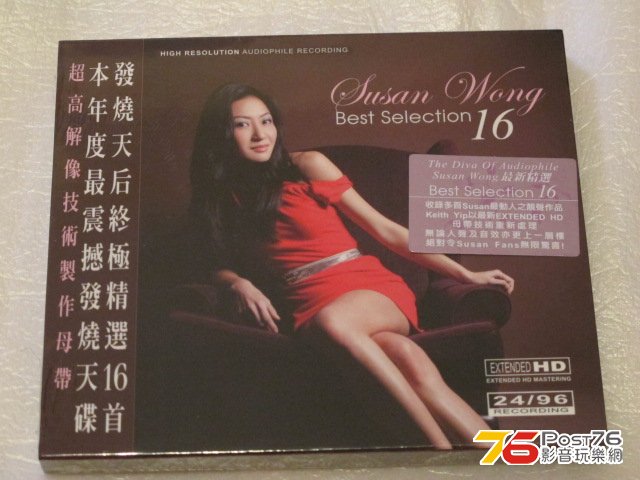 HIGH RESOLUTION AUDIOPHILE RECORDING
發燒天后終極精選16首
本年度最震撼發燒天碟
超高解像技術製作母帶
Susan Wong
Best Selection 16
The Diva Of Audiophile
Susan Wong 最新精選
Best Selection 16
收錄多首Susan最動人之靚聲作品
Keith Yip以最新EXTENDED HD
母帶技術重新處理
無論人聲及音效亦更上一層樓
絕對令Susan Fans無限驚喜!
EXTENDED HD
EXTENDED HD MASTERING
24/96
RECORDING
76 Post76
影音玩樂網